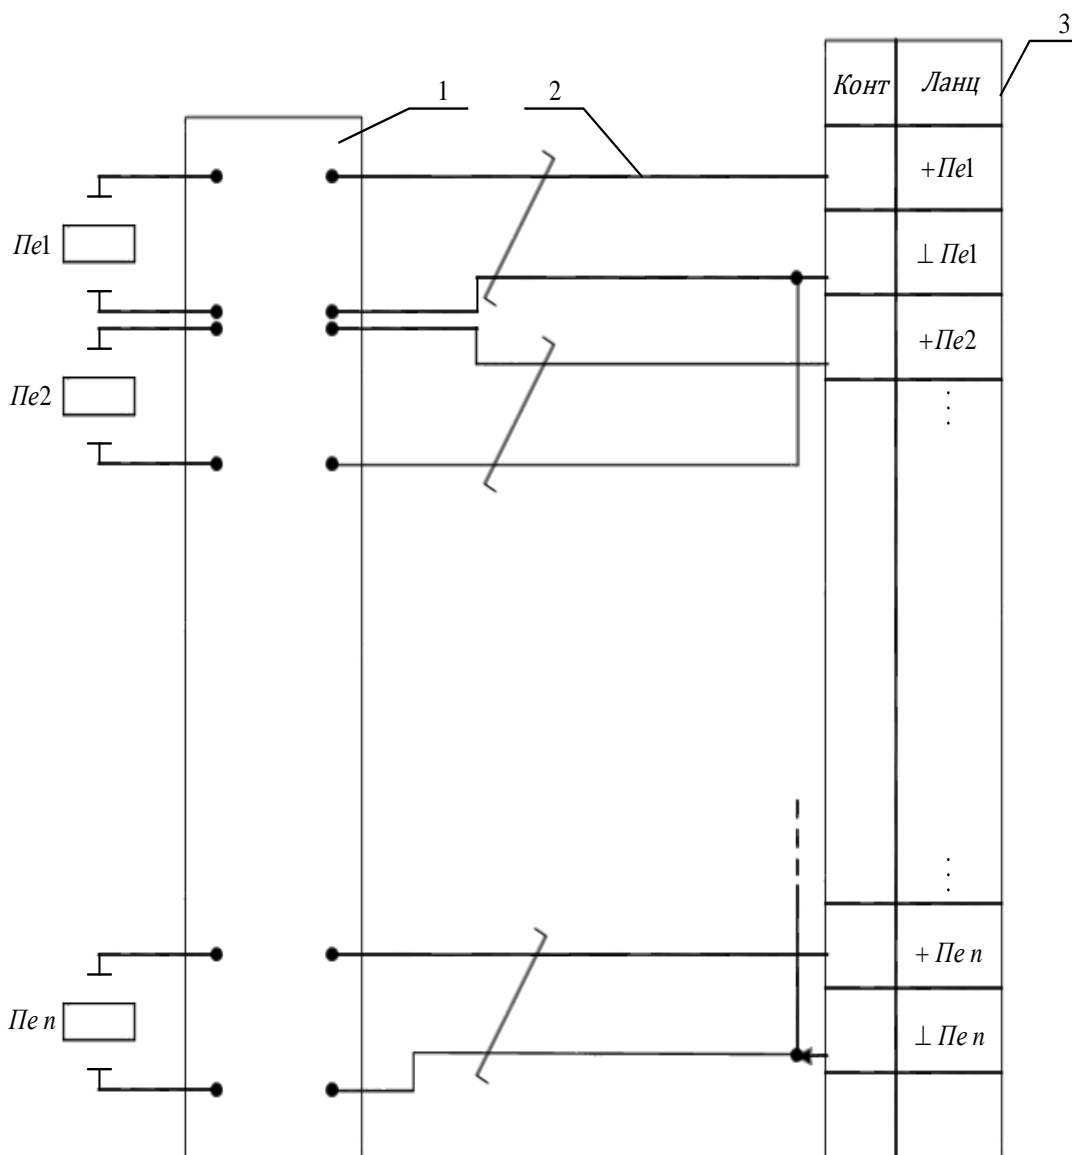 3
1
2
Конт
Ланц
+Пе1
⊥ Пе1
+Пе2
Пе1
Пе2
+ Пе n
⊥ Пе n
Пе n